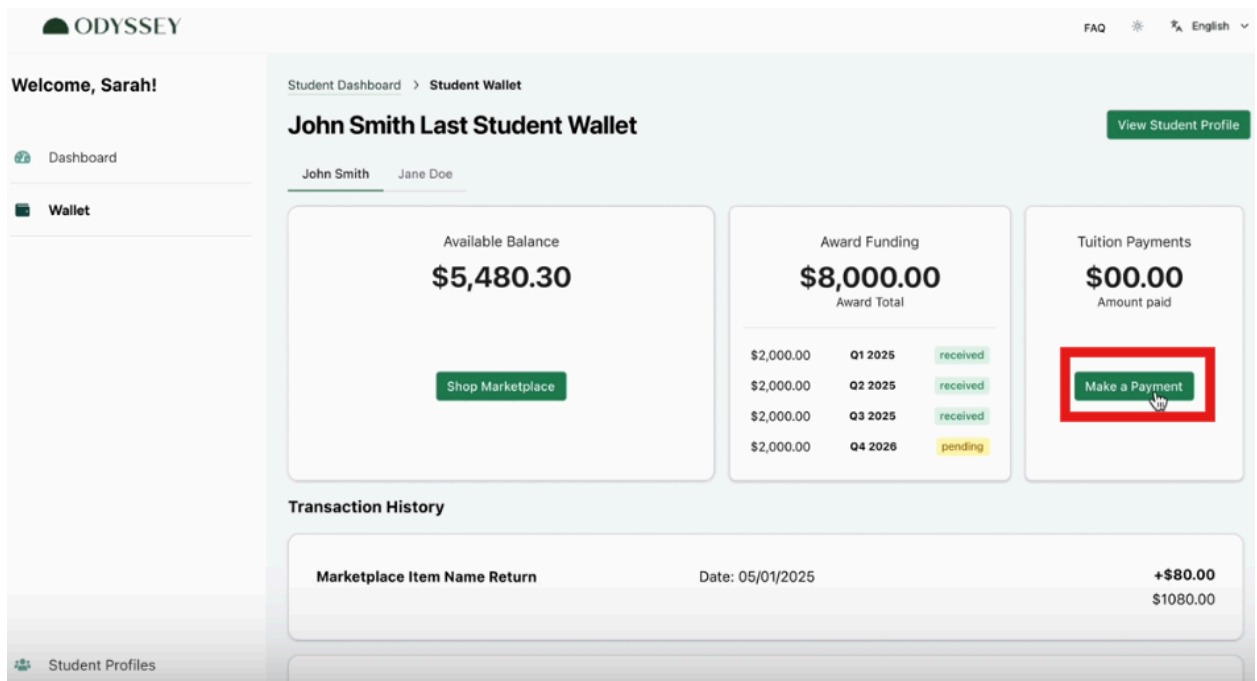 ODYSSEY
FAQ
English
Welcome, Sarah!
Dashboard
Wallet
Student Profiles
Student Dashboard > Student Wallet
John Smith Last Student Wallet
View Student Profile
John Smith Jane Doe
Available Balance
$5,480.30
Shop Marketplace
Award Funding
$8,000.00
Award Total
$2,000.00 Q1 2025 received
$2,000.00 Q2 2025 received
$2,000.00 Q3 2025 received
$2,000.00 Q4 2026 pending
Tuition Payments
$00.00
Amount paid
Make a Payment
Transaction History
Marketplace Item Name Return Date: 05/01/2025 +$80.00
$1080.00